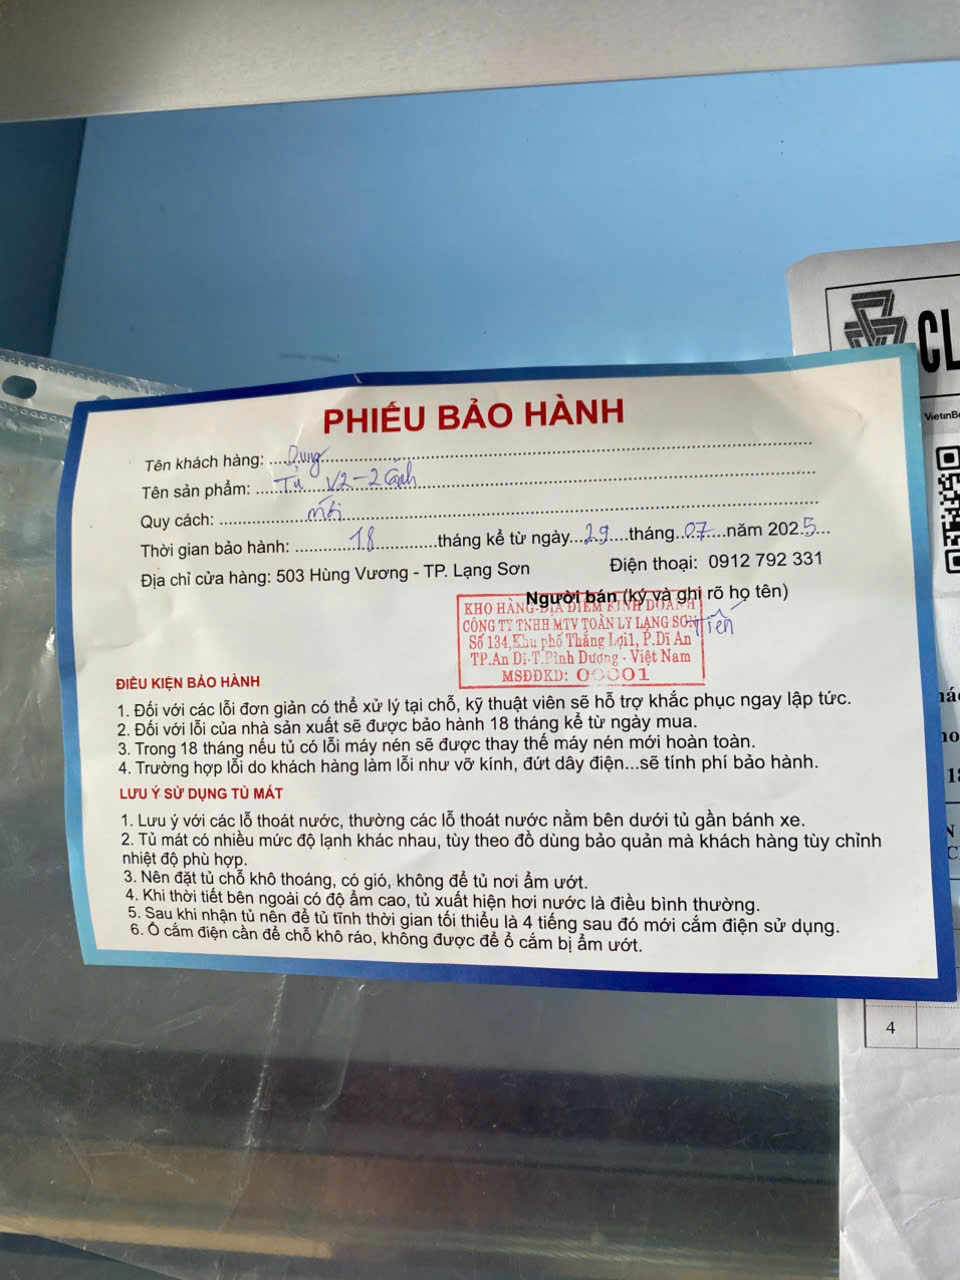 PHIẾU BẢO HÀNH
Tên khách hàng: Dung
Tên sản phẩm: Tủ V2-2 Cánh
Quy cách: mới
Thời gian bảo hành: 18 tháng kể từ ngày 29 tháng 07 năm 2025
Địa chỉ cửa hàng: 503 Hùng Vương - TP. Lạng Sơn Điện thoại: 0912 792 331
Người bán (ký và ghi rõ họ tên)
KHO HÀNG-ĐỊA ĐIỂM KINH DOANH
CÔNG TY TNHH MTV TOÀN LÝ LẠNG SƠN
Tiến
Số 134,Khu phố Thắng Lợi1, P.Dĩ An
TP.An Dĩ-T.Bình Dương - Việt Nam
MSĐDKD: 00001
ĐIỀU KIỆN BẢO HÀNH
1. Đối với các lỗi đơn giản có thể xử lý tại chỗ, kỹ thuật viên sẽ hỗ trợ khắc phục ngay lập tức.
2. Đối với lỗi của nhà sản xuất sẽ được bảo hành 18 tháng kể từ ngày mua.
3. Trong 18 tháng nếu tủ có lỗi máy nén sẽ được thay thế máy nén mới hoàn toàn.
4. Trường hợp lỗi do khách hàng làm lỗi như vỡ kính, đứt dây điện...sẽ tính phí bảo hành.
LƯU Ý SỬ DỤNG TỦ MÁT
1. Lưu ý với các lỗ thoát nước, thường các lỗ thoát nước nằm bên dưới tủ gần bánh xe.
2. Tủ mát có nhiều mức độ lạnh khác nhau, tùy theo đồ dùng bảo quản mà khách hàng tùy chỉnh
nhiệt độ phù hợp.
3. Nên đặt tủ chỗ khô thoáng, có gió, không để tủ nơi ẩm ướt.
4. Khi thời tiết bên ngoài có độ ẩm cao, tủ xuất hiện hơi nước là điều bình thường.
5. Sau khi nhận tủ nên để tủ tĩnh thời gian tối thiểu là 4 tiếng sau đó mới cắm điện sử dụng.
6. Ổ cắm điện cần để chỗ khô ráo, không được để ổ cắm bị ẩm ướt.
CL
4